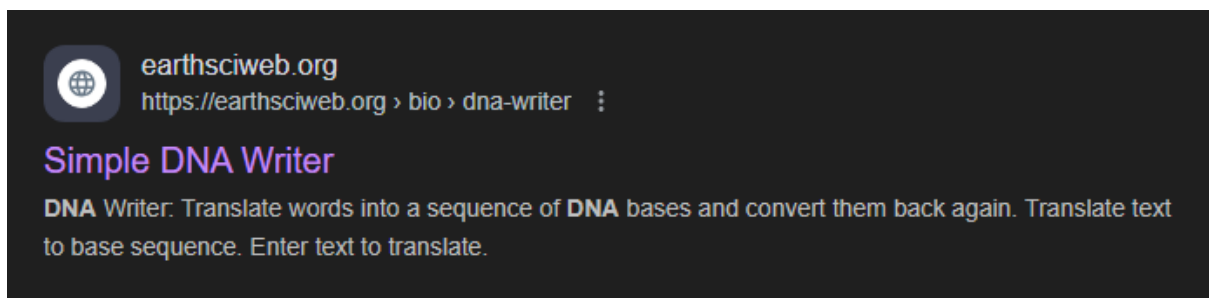 earthsciweb.org
https://earthsciweb.org › bio › dna-writer
Simple DNA Writer
DNA Writer: Translate words into a sequence of DNA bases and convert them back again. Translate text
to base sequence. Enter text to translate.